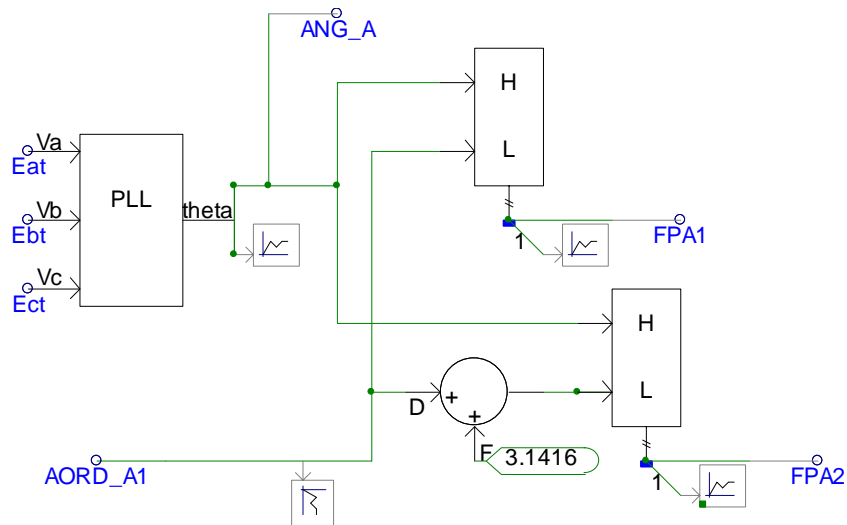 ANG_A
H
L
Va
Eat
PLL
theta
Vb
Ebt
Vc
Ect
1
FPA1
H
L
D
+
+
F
3.1416
AORD_A1
1
FPA2